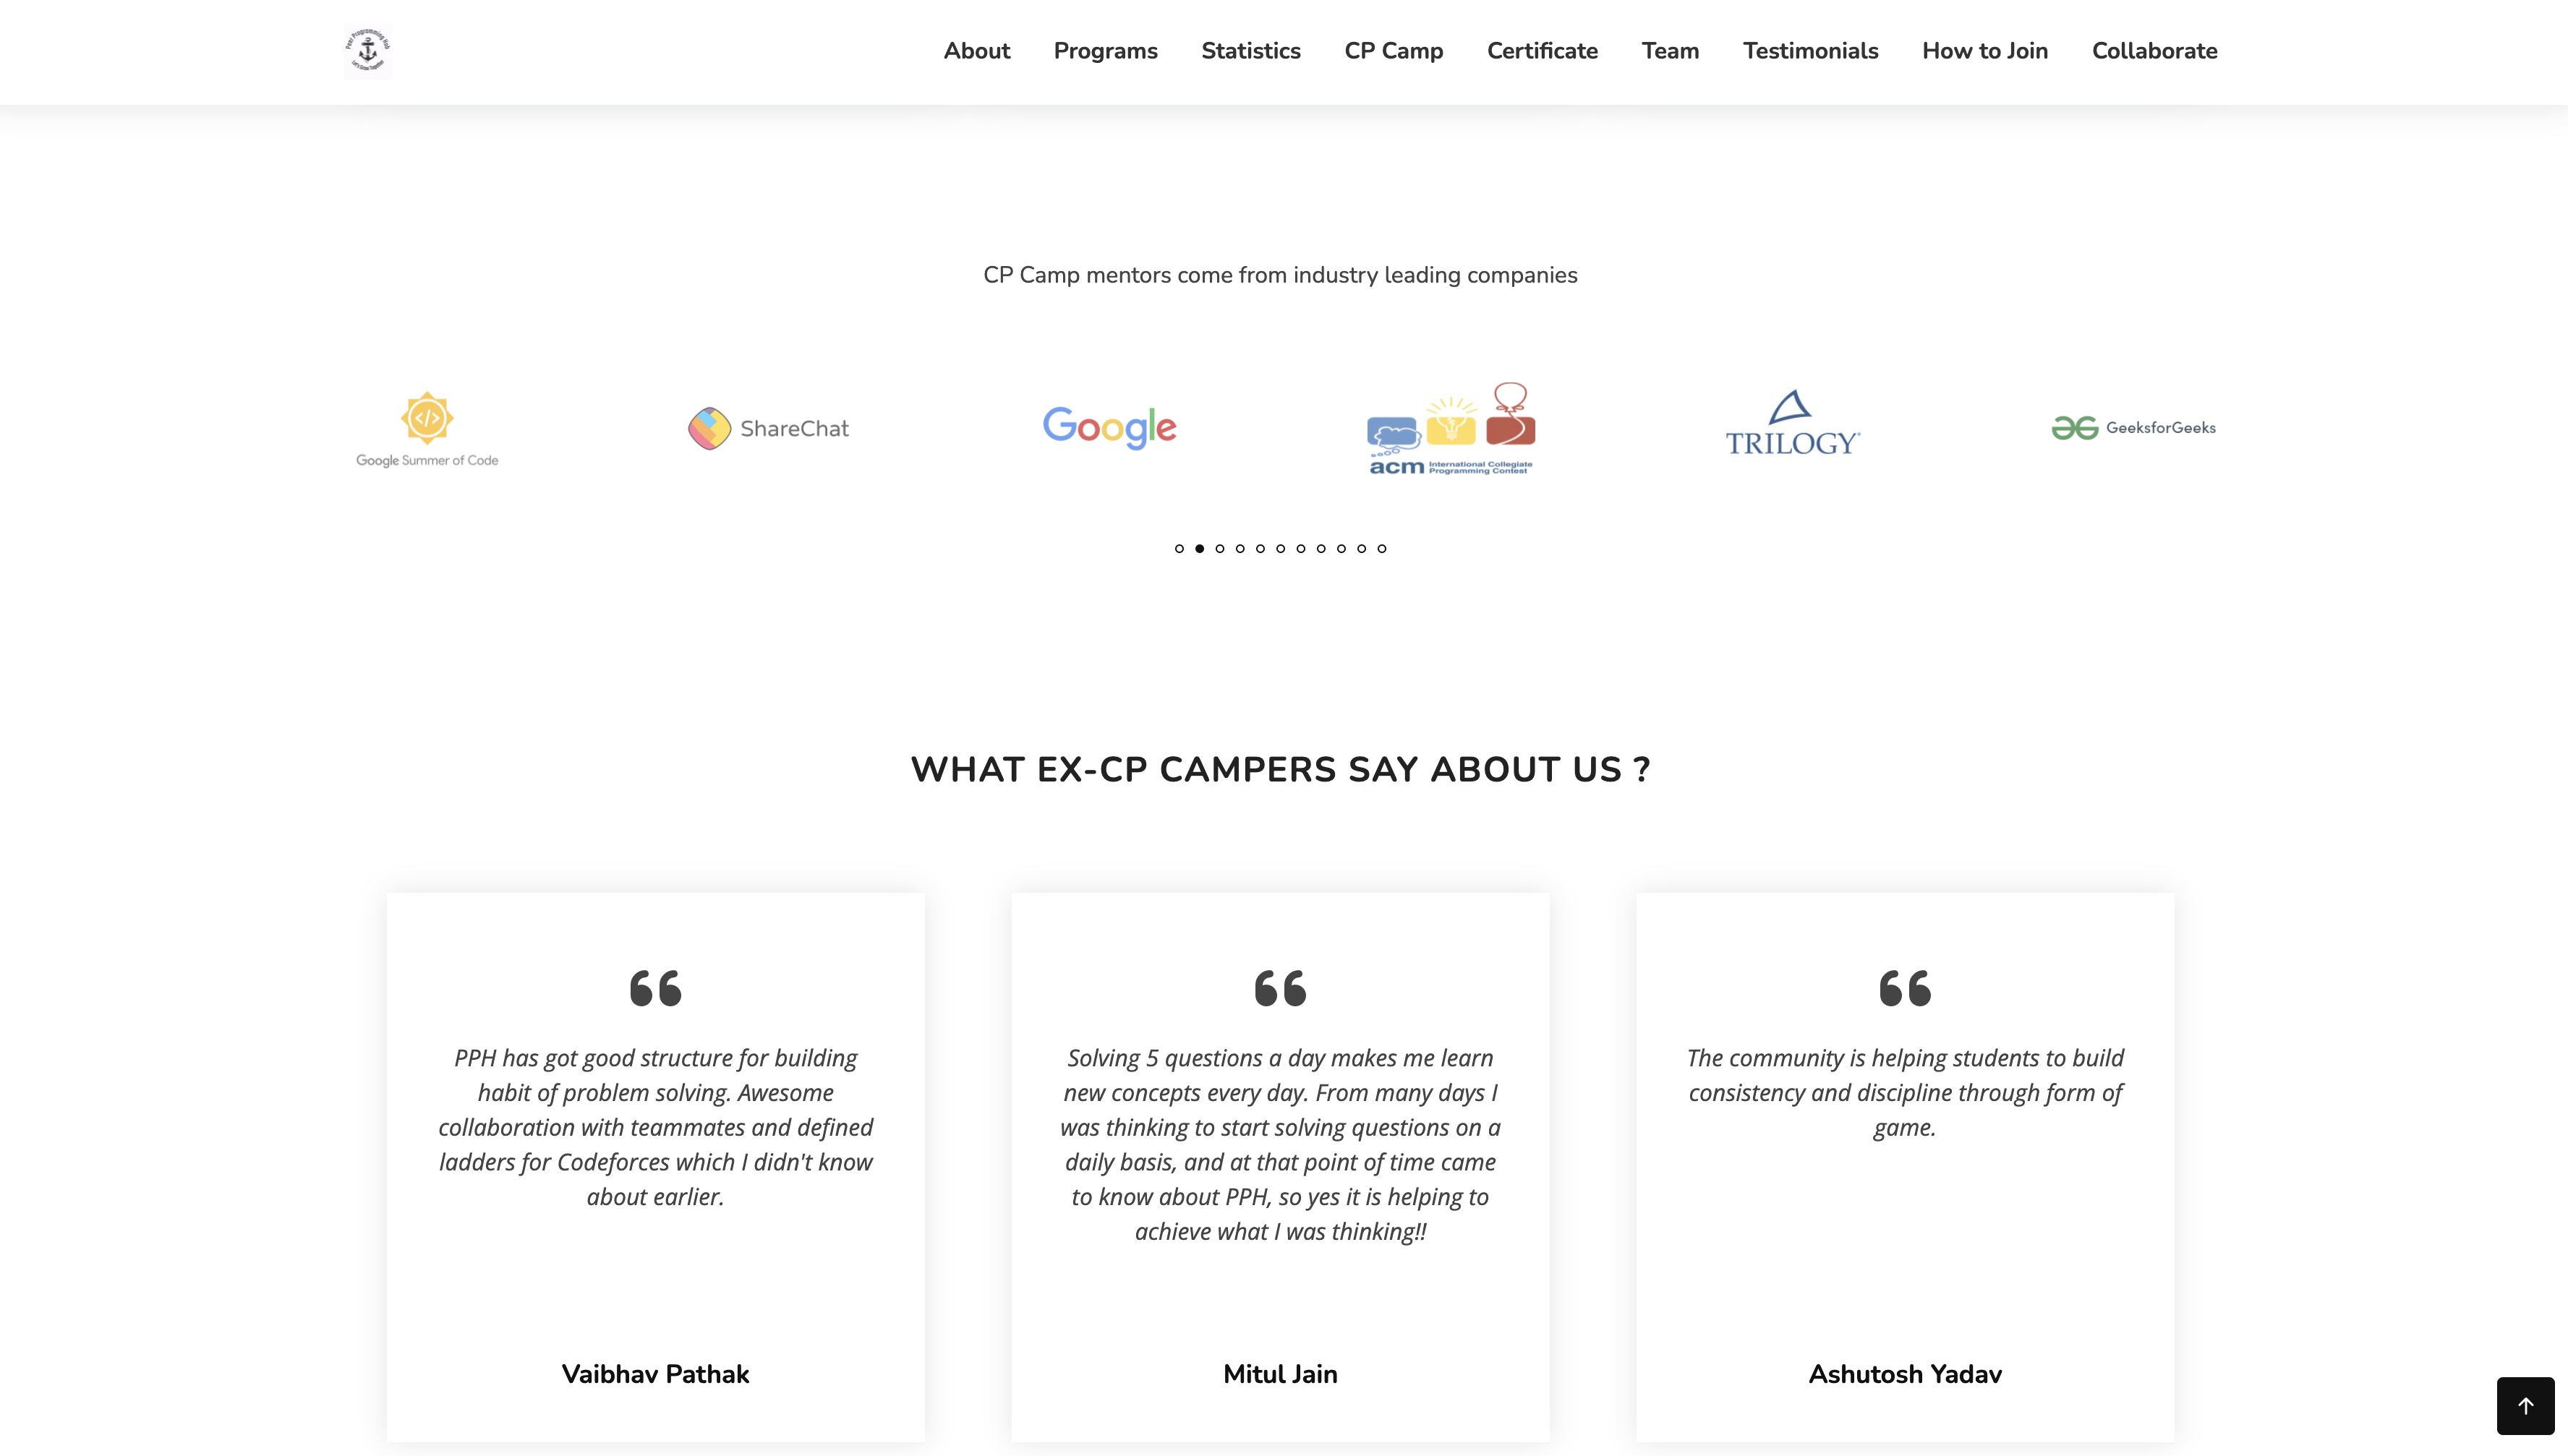 Peer Programming Hub
Let's Grow Together
About Programs Statistics CP Camp Certificate Team Testimonials How to Join Collaborate
CP Camp mentors come from industry leading companies
Google Summer of Code
ShareChat
Google
acm International Collegiate
Programming Contest
TRILOGY
GeeksforGeeks
WHAT EX-CP CAMPERS SAY ABOUT US ?
PPH has got good structure for building
habit of problem solving. Awesome
collaboration with teammates and defined
ladders for Codeforces which I didn't know
about earlier.
Vaibhav Pathak
Solving 5 questions a day makes me learn
new concepts every day. From many days I
was thinking to start solving questions on a
daily basis, and at that point of time came
to know about PPH, so yes it is helping to
achieve what I was thinking!!
Mitul Jain
The community is helping students to build
consistency and discipline through form of
game.
Ashutosh Yadav